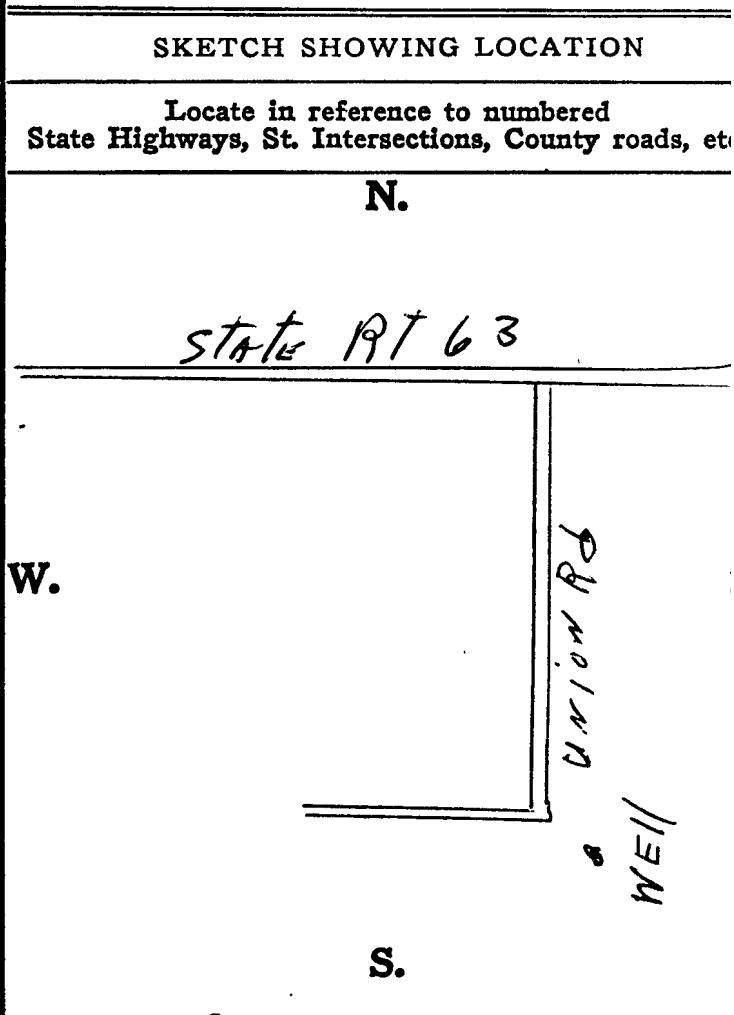 SKETCH SHOWING LOCATION
Locate in reference to numbered
State Highways, St. Intersections, County roads, etc
N.
STATE RT 63
W.
UNION RD
WELL
S.